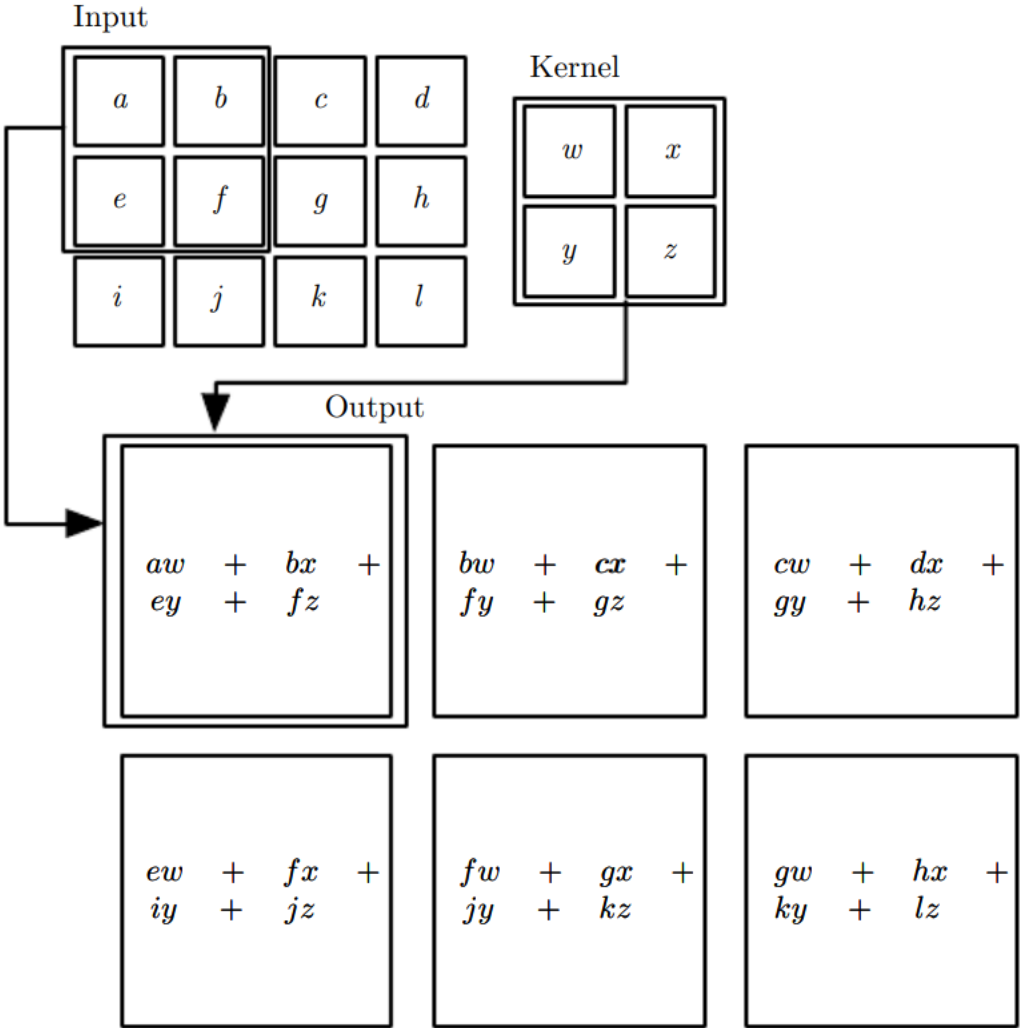 Input
a b c d
e f g h
i j k l
Kernel
w x
y z
Output
aw + bx +
ey + fz
bw + cx +
fy + gz
cw + dx +
gy + hz
ew + fx +
iy + jz
fw + gx +
jy + kz
gw + hx +
ky + lz